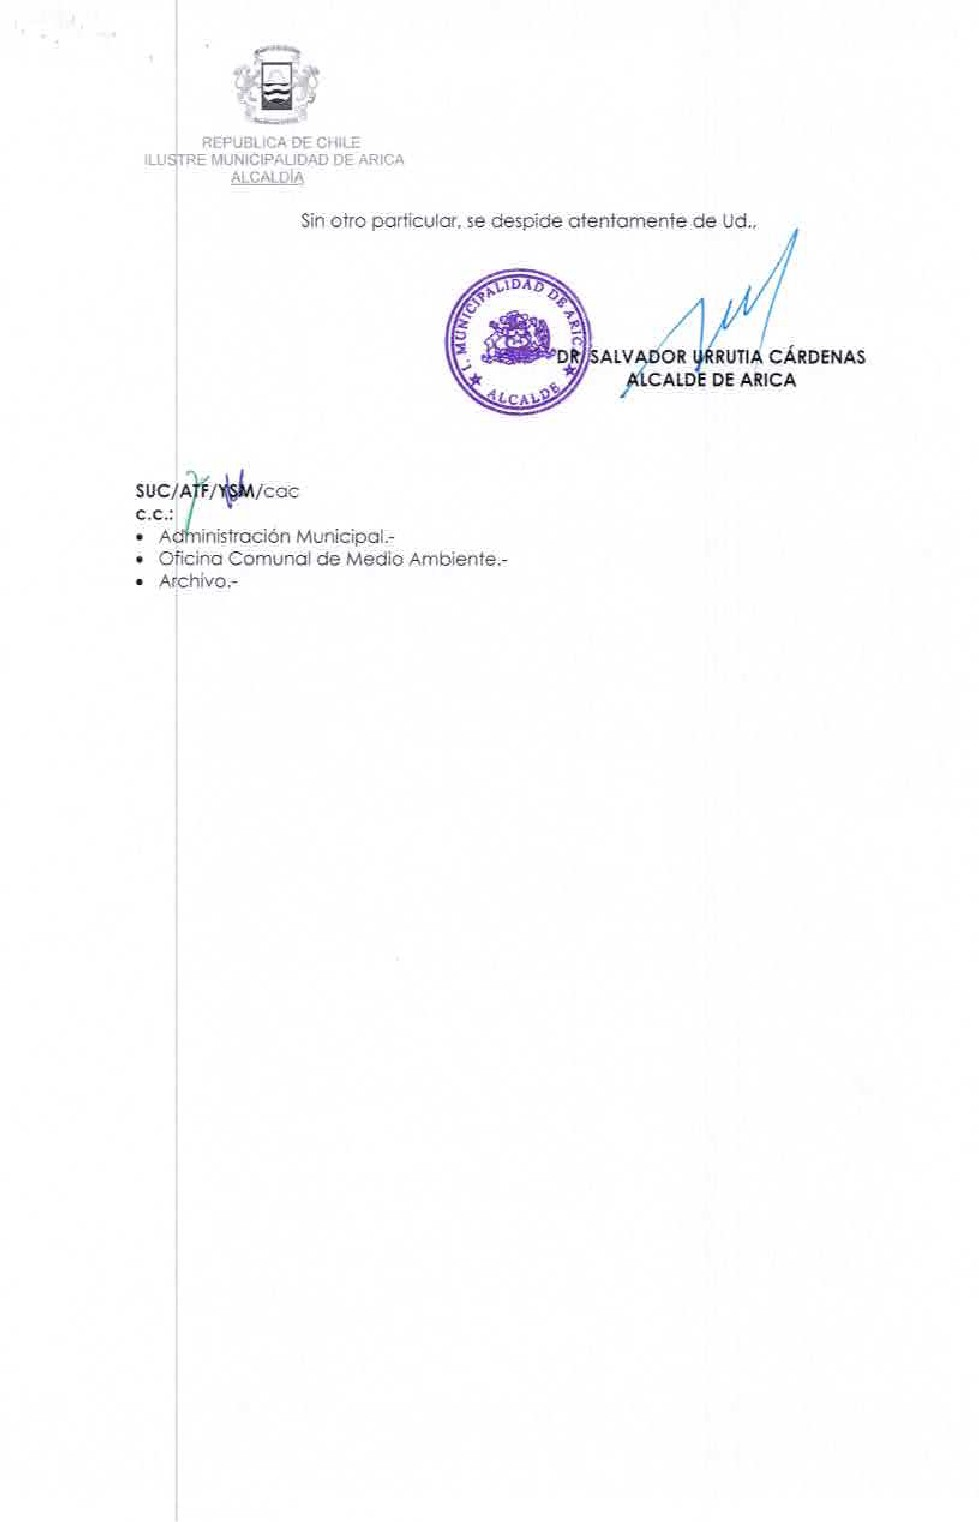 REPUBLICA DE CHILE
ILUSTRE MUNICIPALIDAD DE ARICA
ALCALDÍA
Sin otro particular, se despide atentamente de Ud.,
I. MUNICIPALIDAD DE ARICA
ALCALDE
DR. SALVADOR URRUTIA CÁRDENAS
ALCALDE DE ARICA
SUC/ATF/YSM/cac
c.c.:
• Administración Municipal.-
• Oficina Comunal de Medio Ambiente.-
• Archivo.-